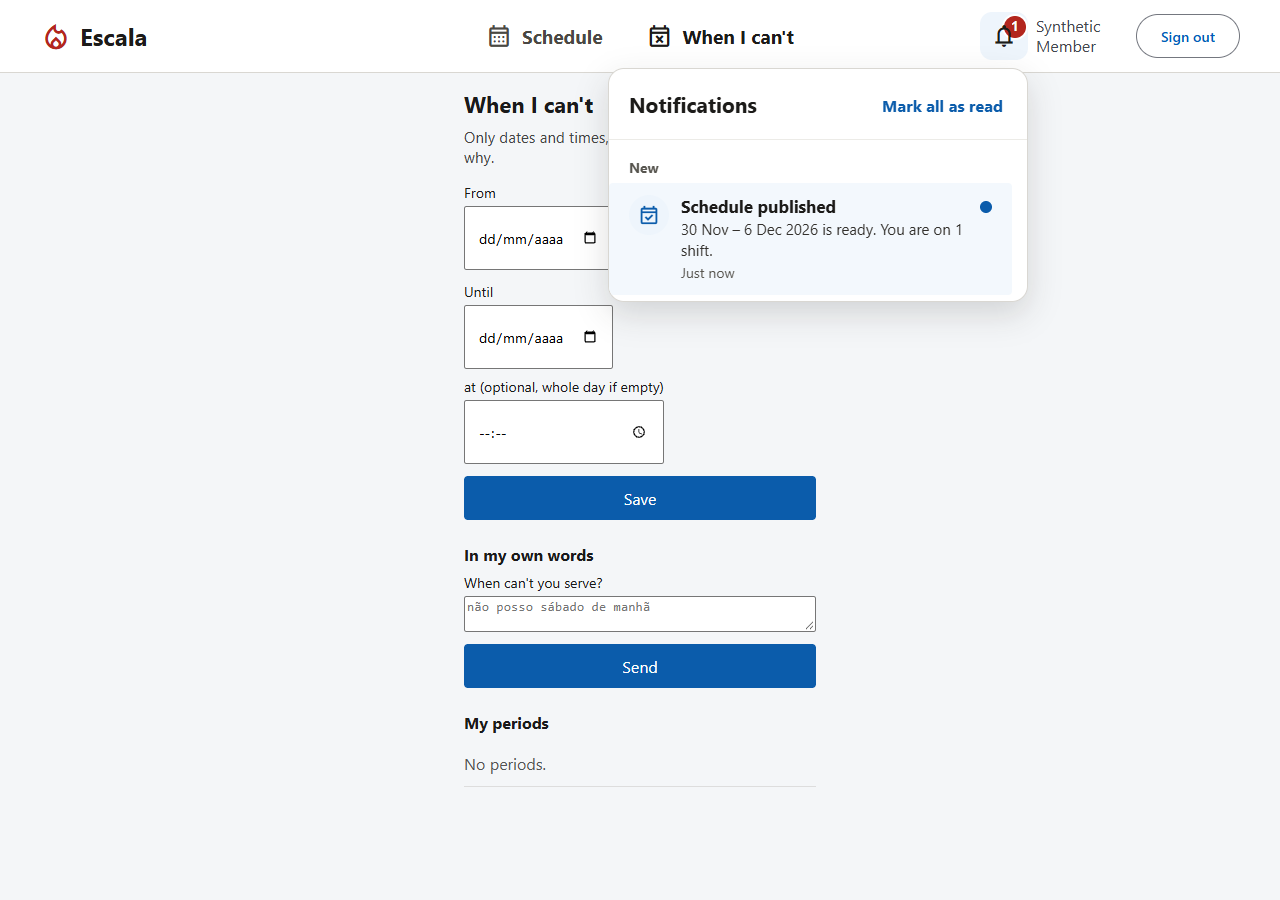 Escala
Schedule
When I can't
1
Synthetic
Member
Sign out
When I can't
Only dates and times,
why.
From
dd/mm/aaaa
Until
dd/mm/aaaa
at (optional, whole day if empty)
--:--
Save
In my own words
When can't you serve?
não posso sábado de manhã
Send
My periods
No periods.
Notifications
Mark all as read
New
Schedule published
30 Nov – 6 Dec 2026 is ready. You are on 1
shift.
Just now